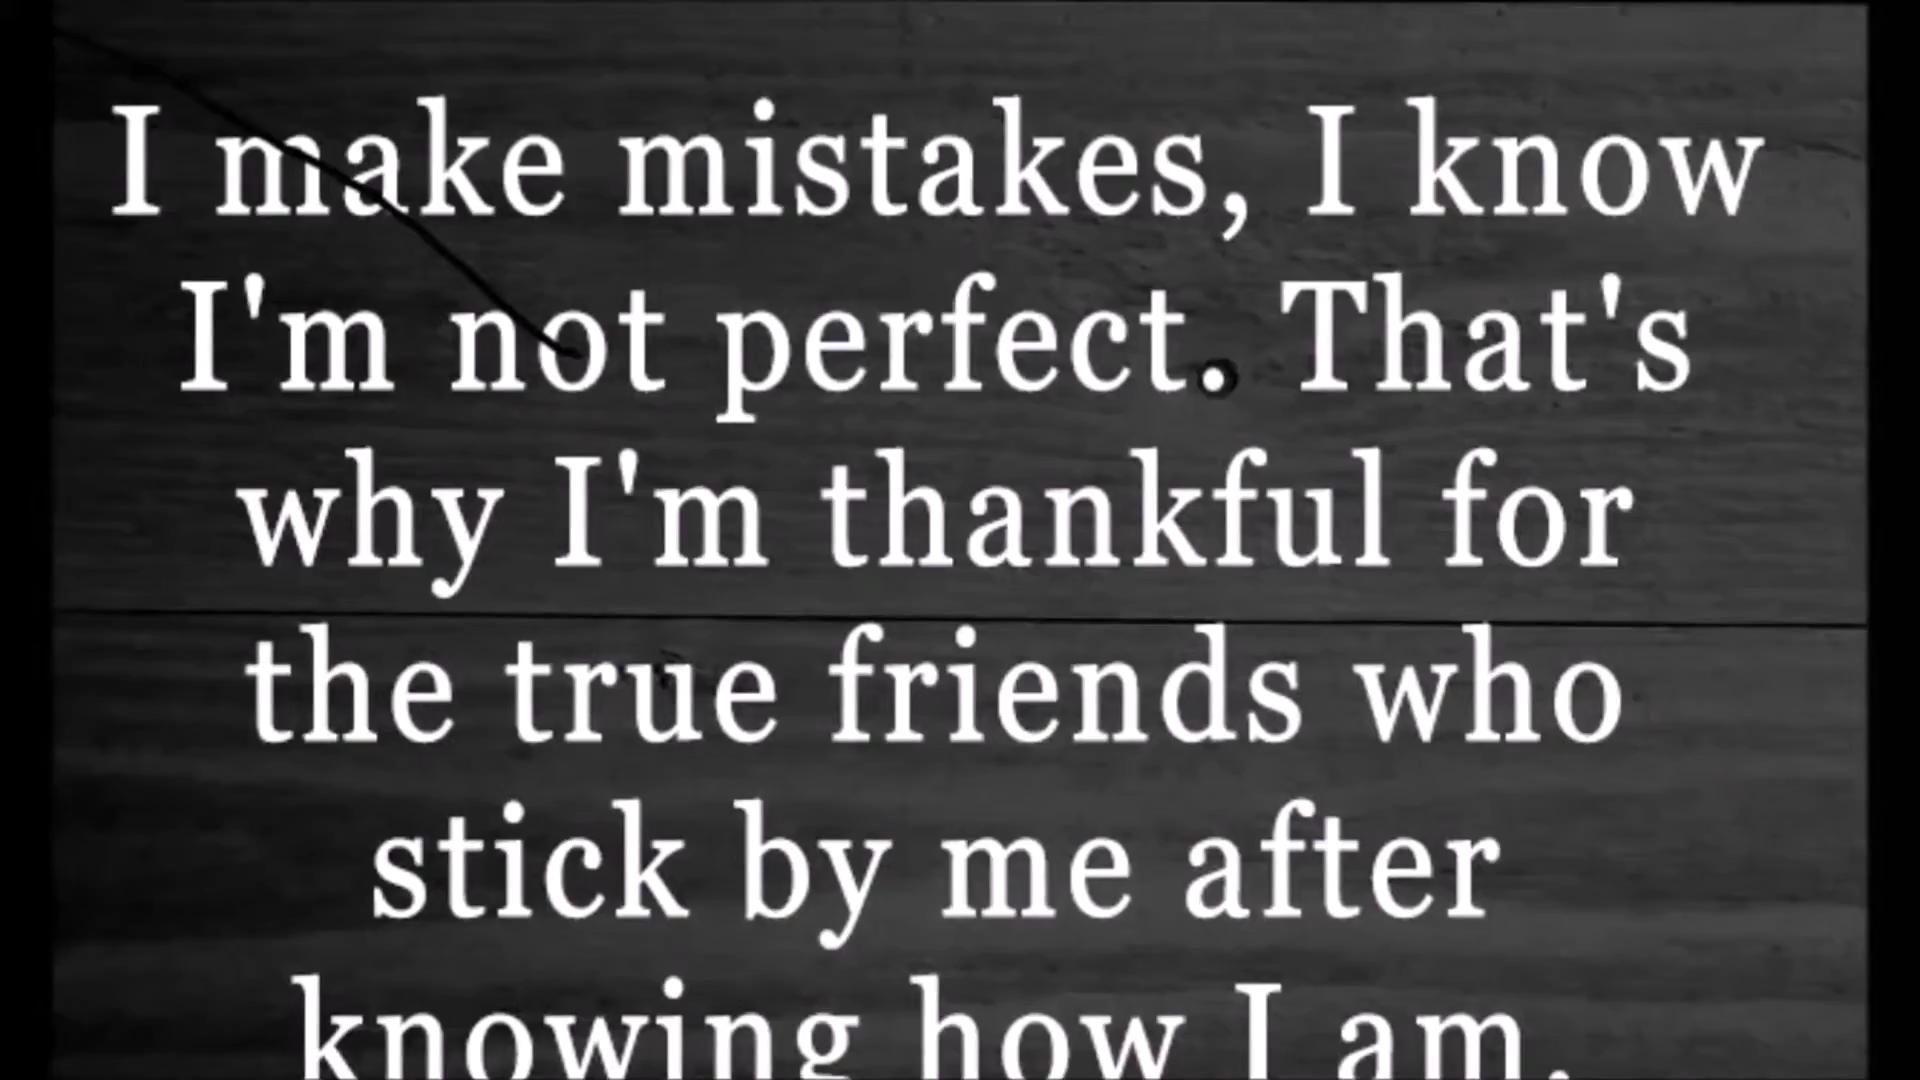 I make mistakes, I know
I'm not perfect. That's
why I'm thankful for
the true friends who
stick by me after
knowing how I am.